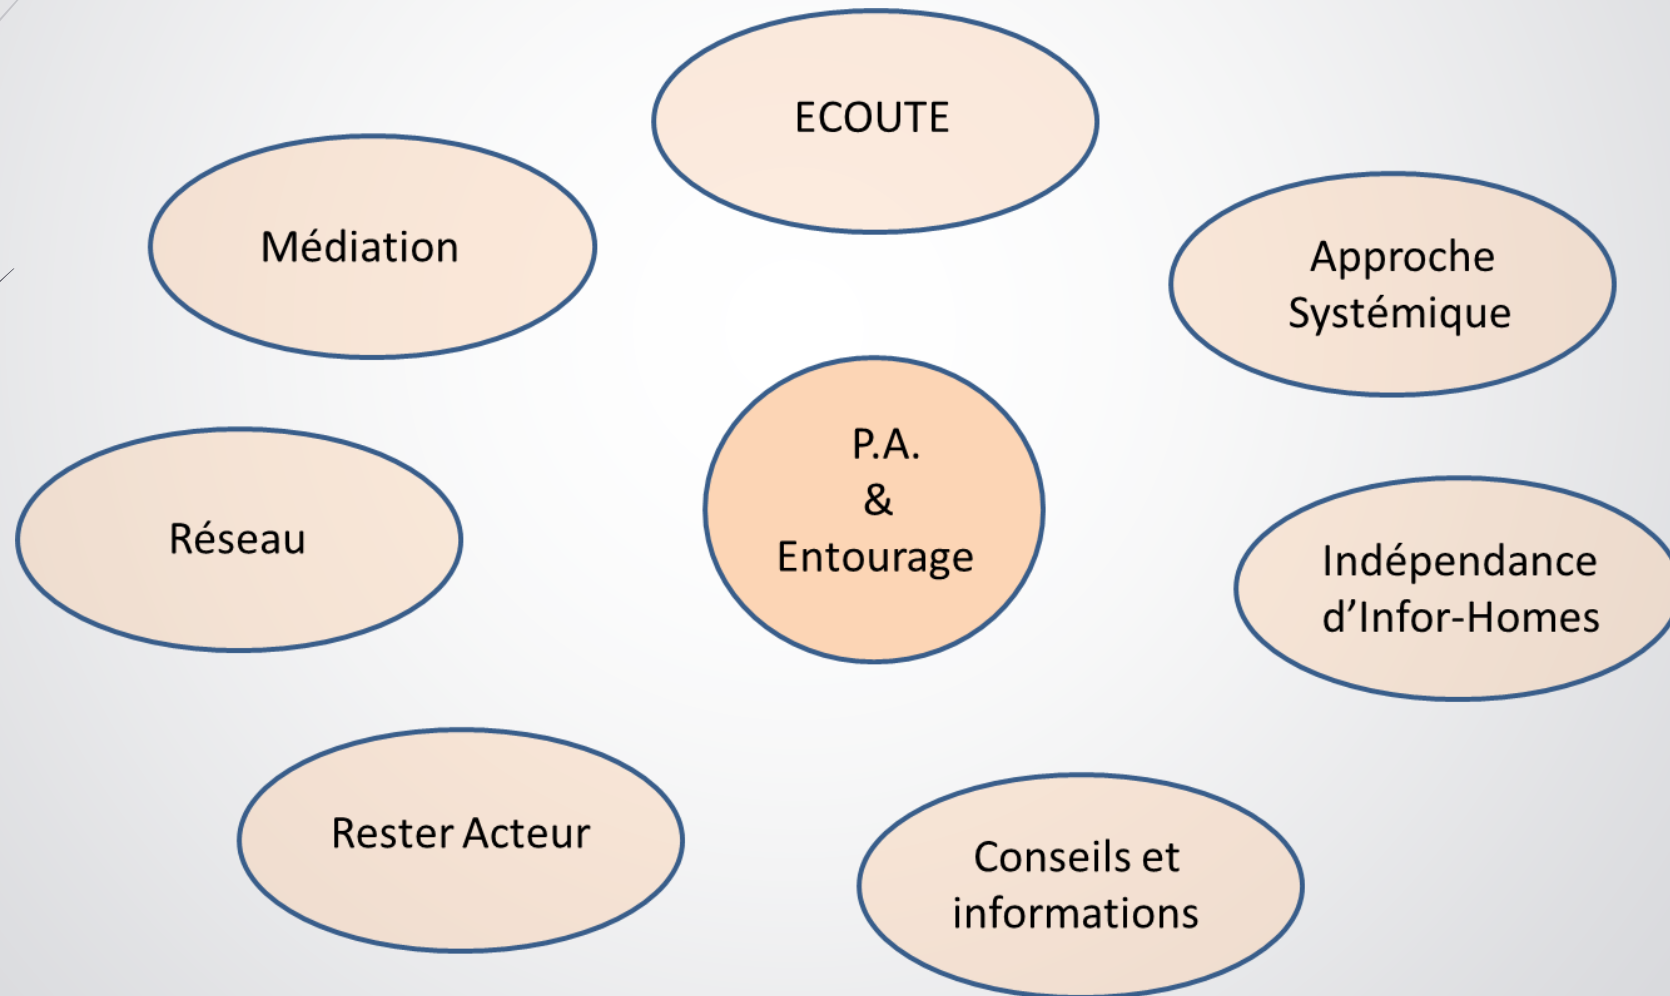 ECOUTE
Médiation
Approche
Systémique
P.A.
&
Entourage
Réseau
Indépendance
d’Infor-Homes
Rester Acteur
Conseils et
informations